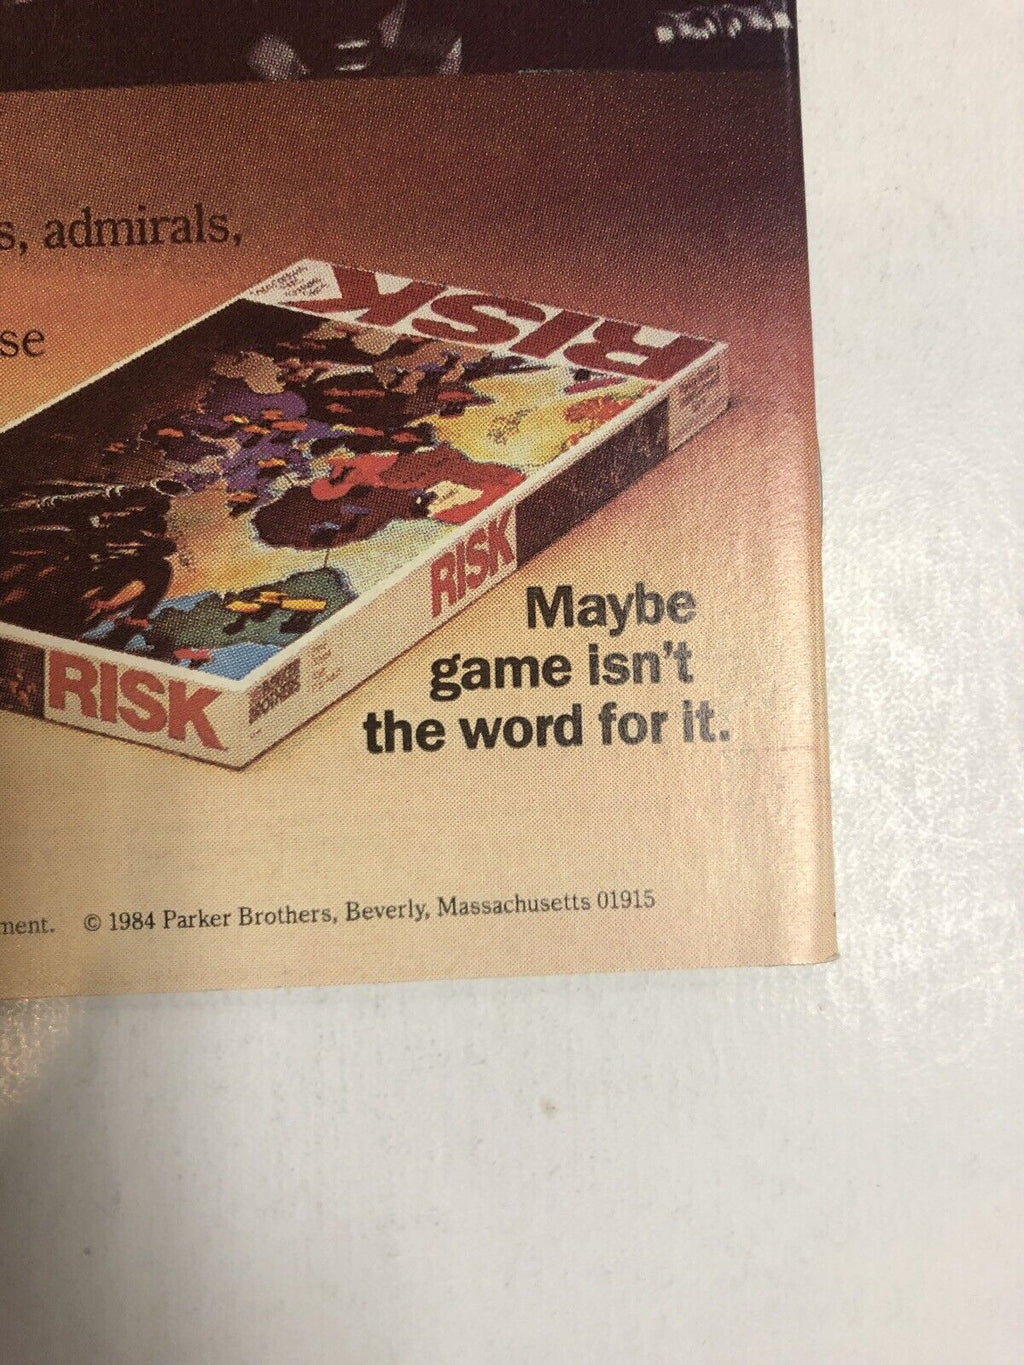 s, admirals,
se
RISK
RISK
RISK
Maybe
game isn't
the word for it.
ment. © 1984 Parker Brothers, Beverly, Massachusetts 01915